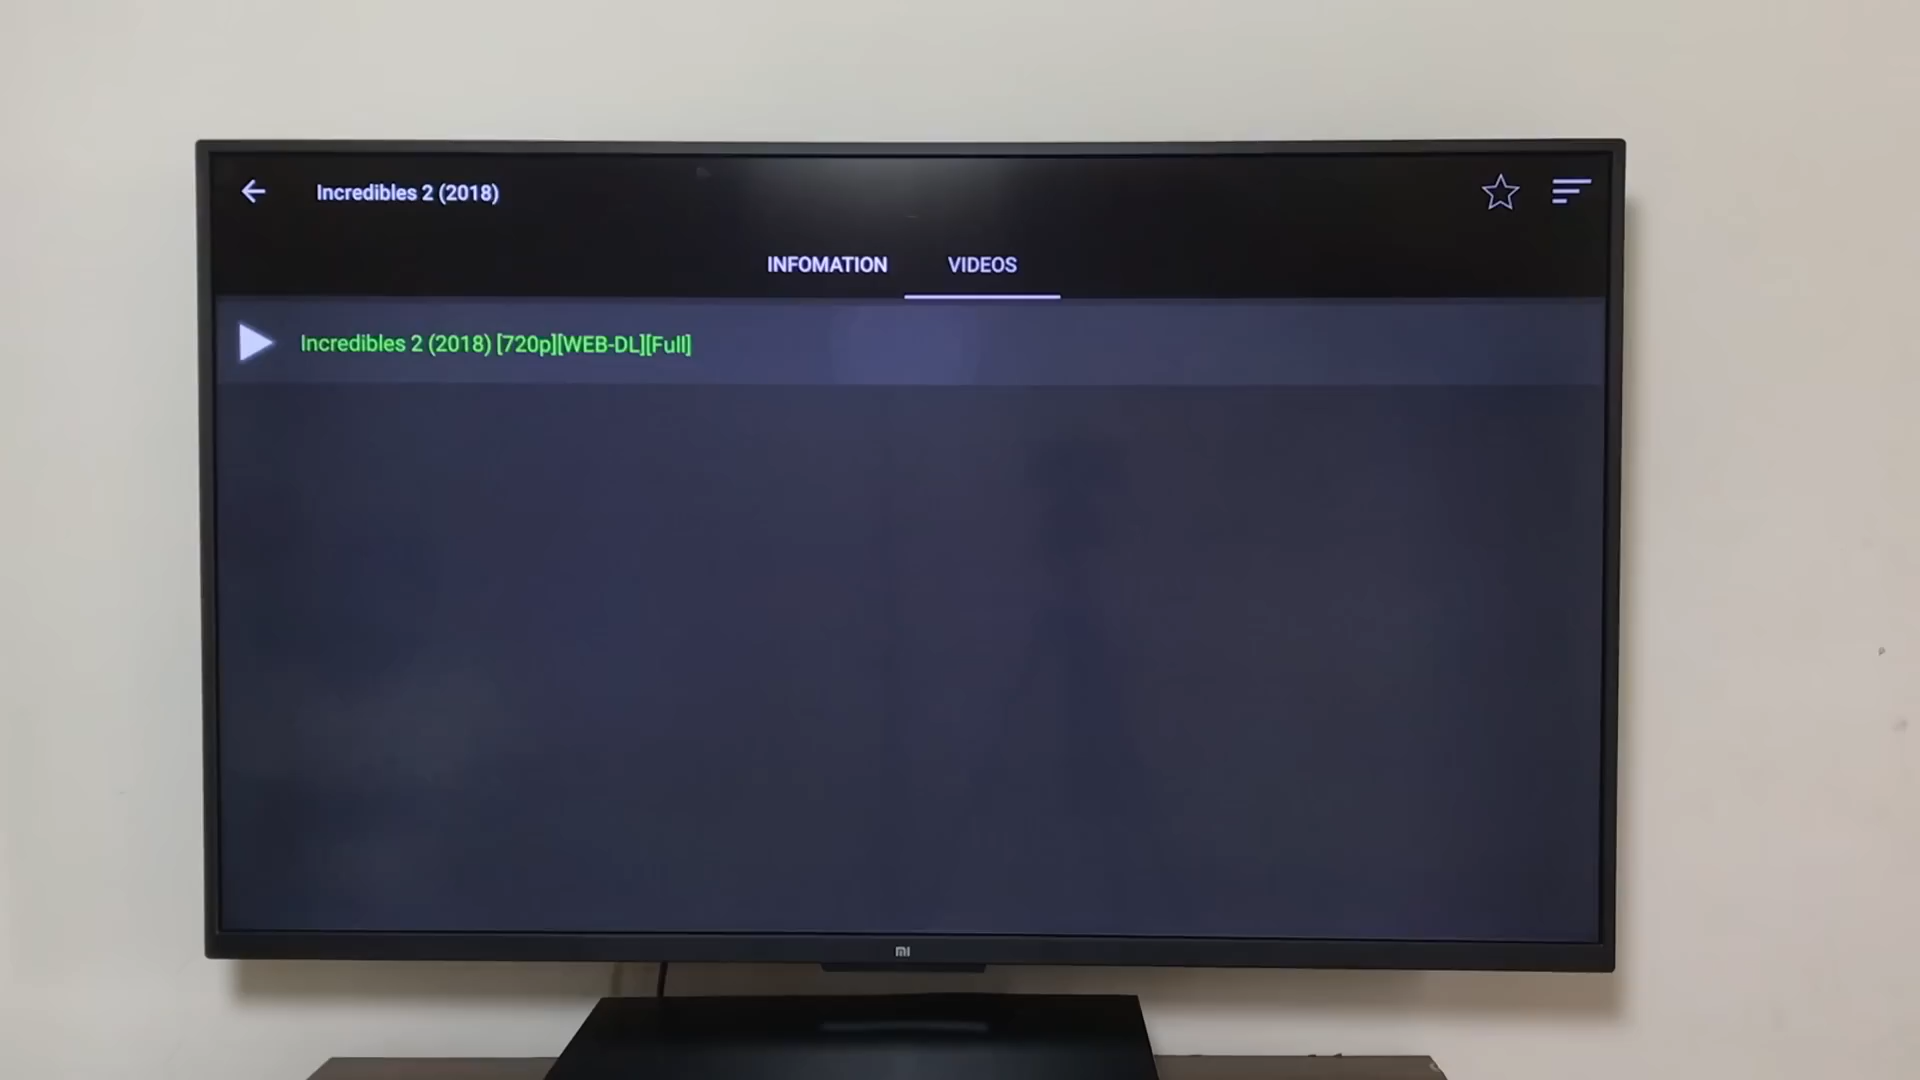 Incredibles 2 (2018)
INFOMATION VIDEOS
Incredibles 2 (2018) [720p][WEB-DL][Full]
mi